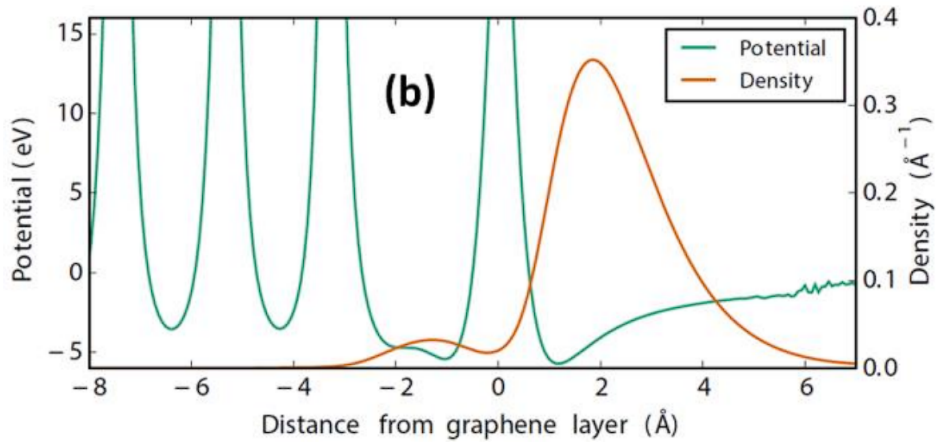 15
10
5
0
−5
Potential (eV)
(b)
Potential
Density
0.4
0.3
0.2
0.1
0.0
Density (Å⁻¹)
−8 −6 −4 −2 0 2 4 6
Distance from graphene layer (Å)